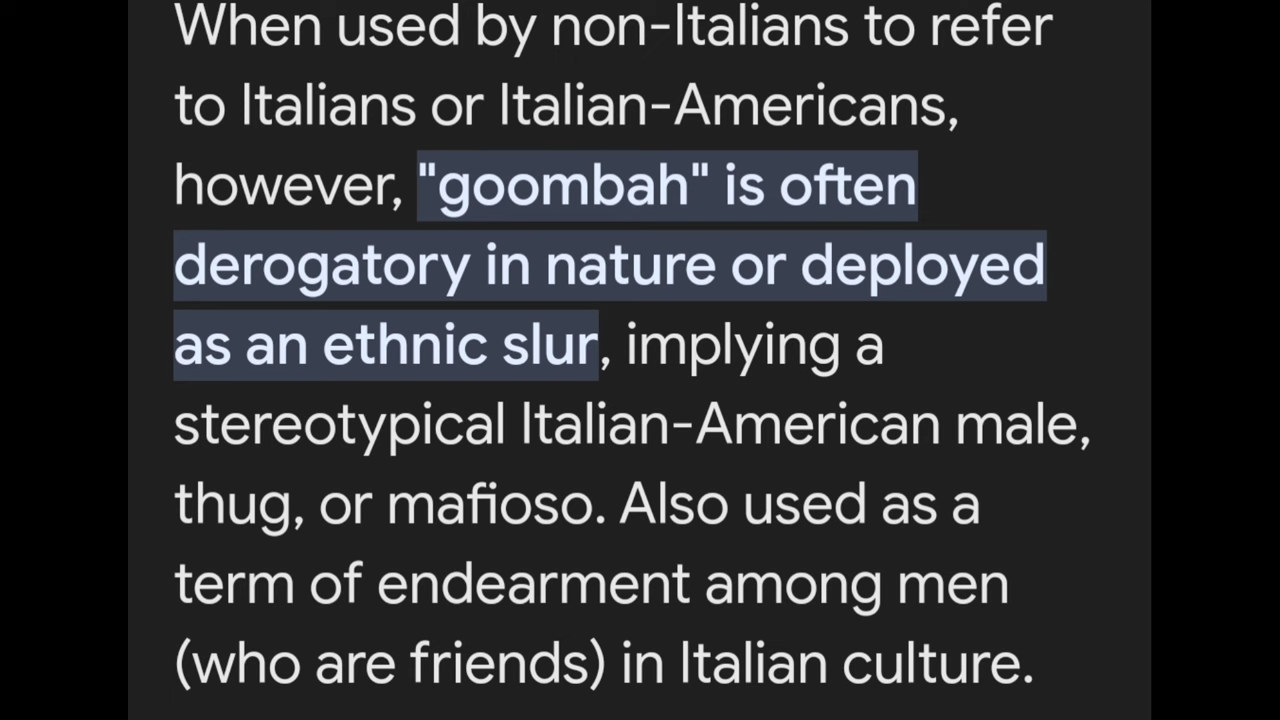 When used by non-Italians to refer
to Italians or Italian-Americans,
however, "goombah" is often
derogatory in nature or deployed
as an ethnic slur, implying a
stereotypical Italian-American male,
thug, or mafioso. Also used as a
term of endearment among men
(who are friends) in Italian culture.